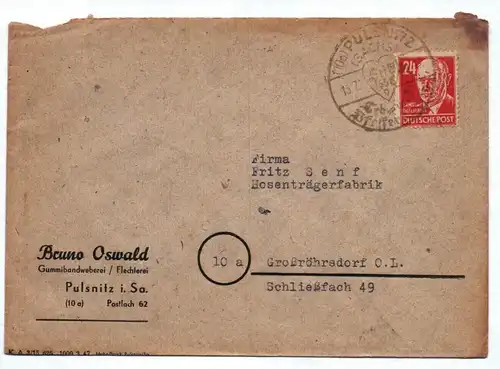 PULSNITZ
24
DEUTSCHE POST
Firma
Fritz Senf
Hosenträgerfabrik
10 a
Großröhrsdorf O.L.
Schließfach 49
Bruno Oswald
Gummibandweberei / Flechterei
Pulsnitz i. Sa.
(10 a) Postfach 62